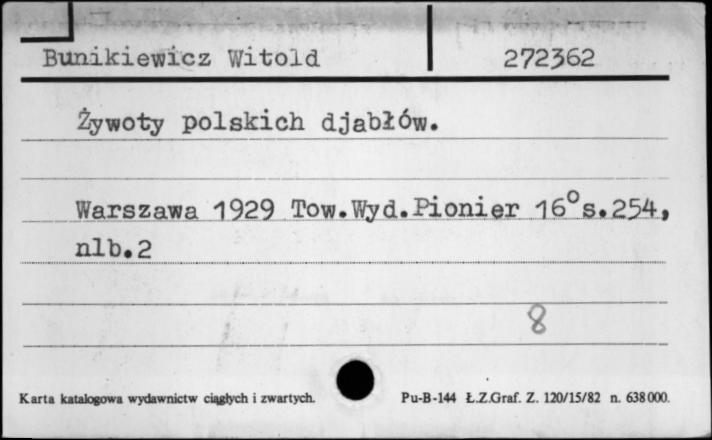 Bunikiewicz Witold 272362
Żywoty polskich djabłów.
Warszawa 1929 Tow.Wyd.Pionier 16°s.254,
nlb.2
8
Karta katalogowa wydawnictw ciągłych i zwartych. Pu-B-144 Ł.Z.Graf. Z. 120/15/82 n. 638000.